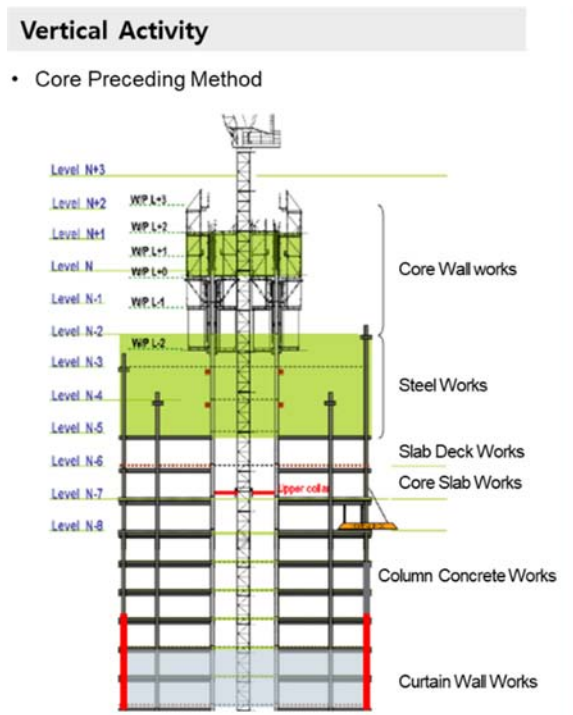 Vertical Activity
• Core Preceding Method
Level N+3
Level N+2
W/P L+3
Level N+1
W/P L+2
W/P L+1
Level N
W/P L+0
Core Wall works
Level N-1
W/P L-1
Level N-2
W/P L-2
Level N-3
Steel Works
Level N-4
Level N-5
Slab Deck Works
Level N-6
Core Slab Works
Level N-7
Upper collar
Level N-8
Column Concrete Works
Curtain Wall Works